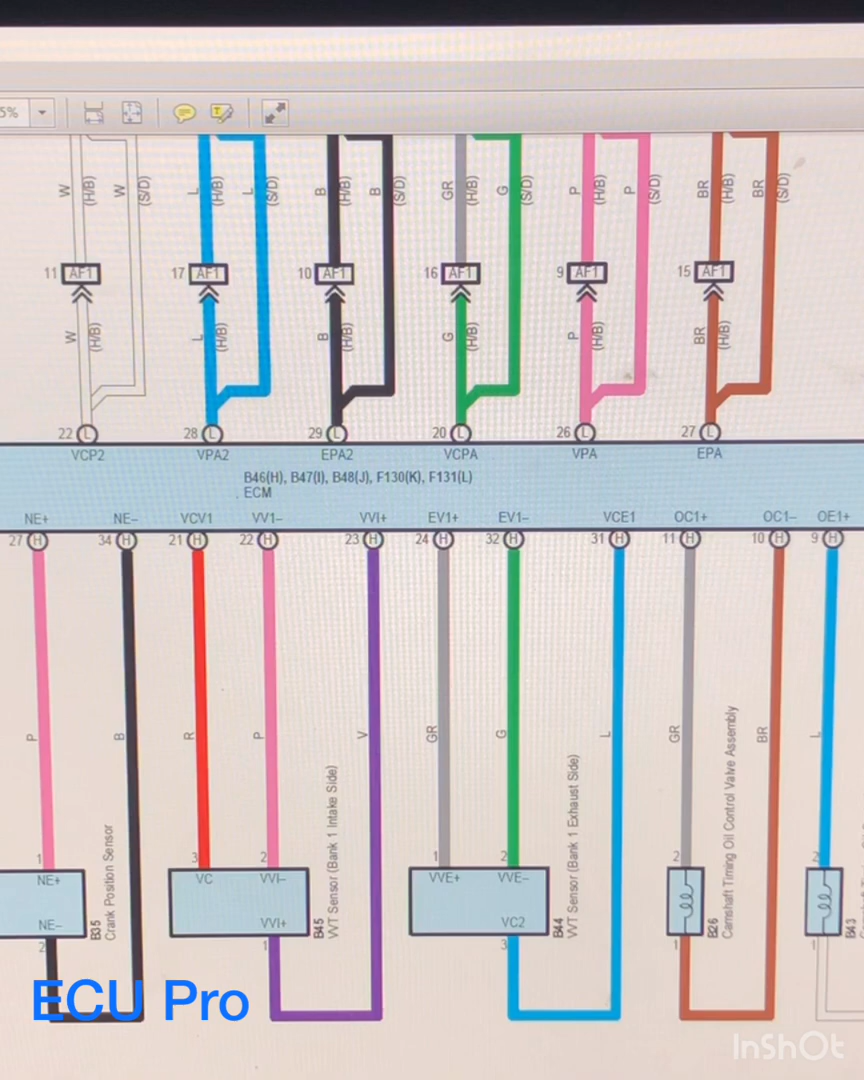 5%
W (H/B) W (S/D) L (H/B) L (S/D) B (H/B) B (S/D) GR (H/B) G (S/D) P (H/B) P (S/D) BR (H/B) BR (S/D)
11 AF1 17 AF1 10 AF1 16 AF1 9 AF1 15 AF1
W (H/B) L (H/B) B (H/B) G (H/B) P (H/B) BR (H/B)
22 L 28 L 29 L 20 L 26 L 27 L
VCP2 VPA2 EPA2 VCPA VPA EPA
B46(H), B47(I), B48(J), F130(K), F131(L)
ECM
NE+ NE– VCV1 VV1– VVI+ EV1+ EV1– VCE1 OC1+ OC1– OE1+
27 H 34 H 21 H 22 H 23 H 24 H 32 H 31 H 11 H 10 H 9 H
P B R P V GR G L GR BR L
1 3 2 1 2 2 2
NE+ VC VVI– VVE+ VVE–
NE– VVI+ VC2
2 1 3 1 1
B35
Crank Position Sensor
B45
VVT Sensor (Bank 1 Intake Side)
B44
VVT Sensor (Bank 1 Exhaust Side)
B26
Camshaft Timing Oil Control Valve Assembly
B43
ECU Pro
InShOt